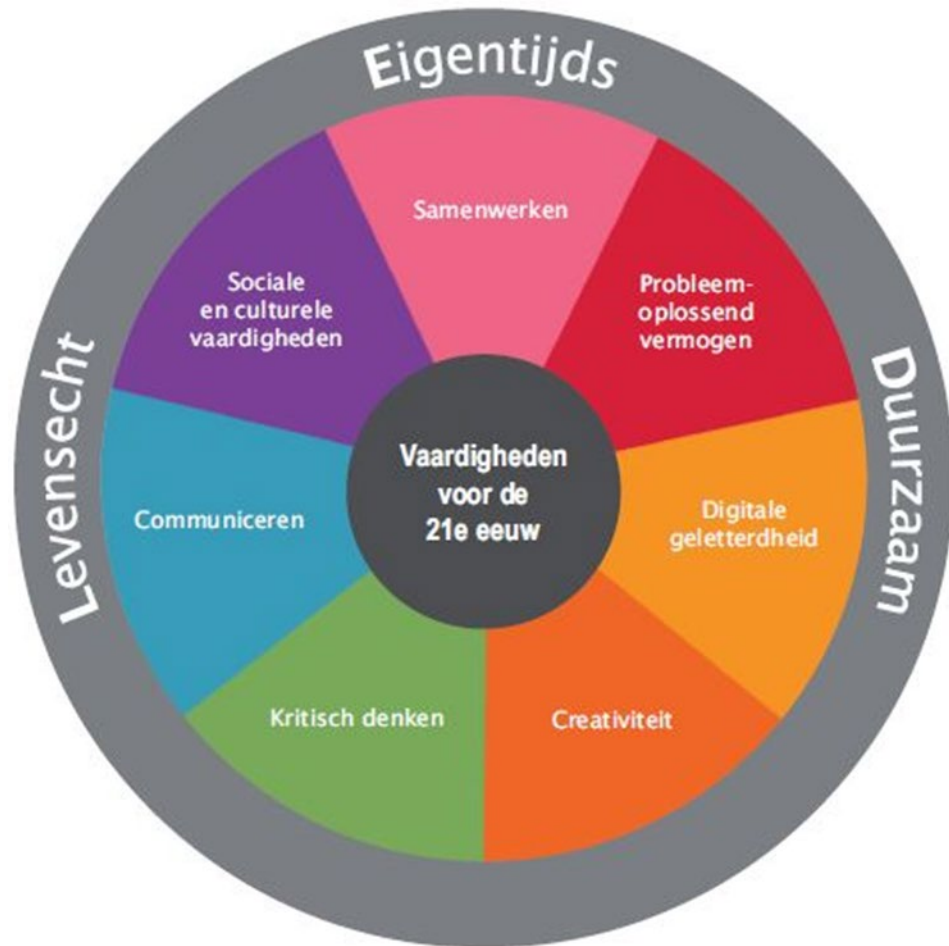 Eigentijds
Samenwerken
Probleem-
oplossend
vermogen
Duurzaam
Digitale
geletterdheid
Creativiteit
Kritisch denken
Communiceren
Levensecht
Sociale
en culturele
vaardigheden
Vaardigheden
voor de
21e eeuw